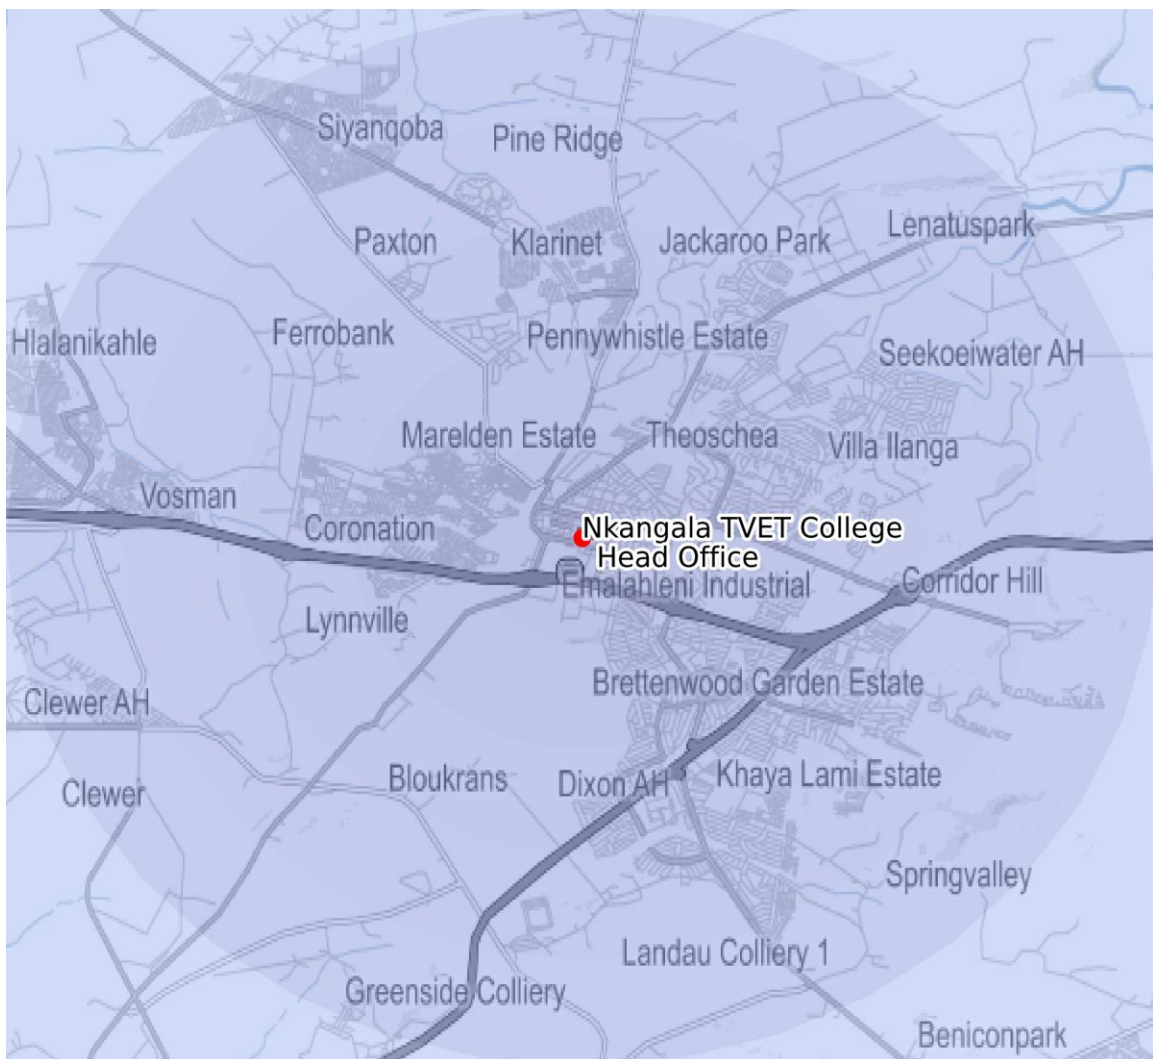 Siyanqoba
Pine Ridge
Lenatuspark
Paxton
Klarinet
Jackaroo Park
Hlalanikahle
Ferrobank
Pennywhistle Estate
Seekoeiwater AH
Marelden Estate
Theoschea
Villa Ilanga
Vosman
Coronation
Nkangala TVET College
Head Office
Emalahleni Industrial
Corridor Hill
Lynnville
Clewer AH
Brettenwood Garden Estate
Clewer
Bloukrans
Dixon AH
Khaya Lami Estate
Springvalley
Landau Colliery 1
Greenside Colliery
Beniconpark